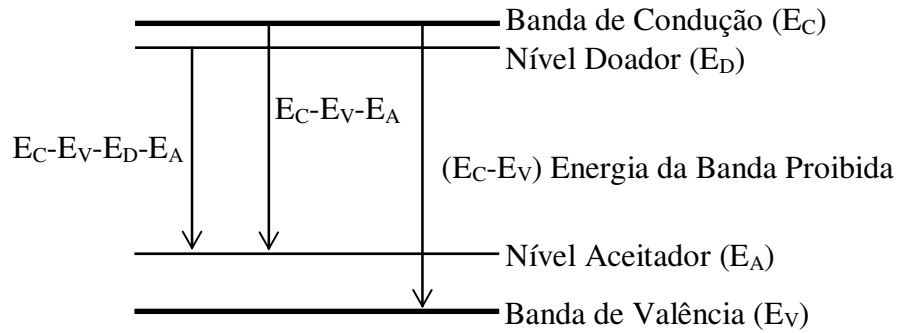 Banda de Condução (E_C)
Nível Doador (E_D)
E_C-E_V-E_A
E_C-E_V-E_D-E_A
(E_C-E_V) Energia da Banda Proibida
Nível Aceitador (E_A)
Banda de Valência (E_V)